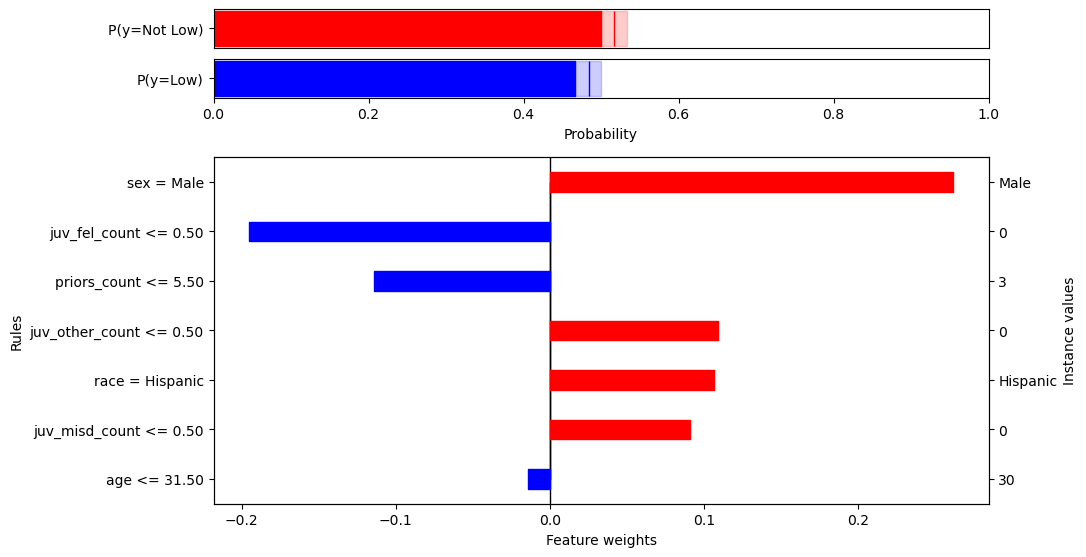 P(y=Not Low)
P(y=Low)
0.0 0.2 0.4 0.6 0.8 1.0
Probability
Rules
sex = Male Male
juv_fel_count <= 0.50 0
priors_count <= 5.50 3
juv_other_count <= 0.50 0
race = Hispanic Hispanic
juv_misd_count <= 0.50 0
age <= 31.50 30
Instance values
−0.2 −0.1 0.0 0.1 0.2
Feature weights